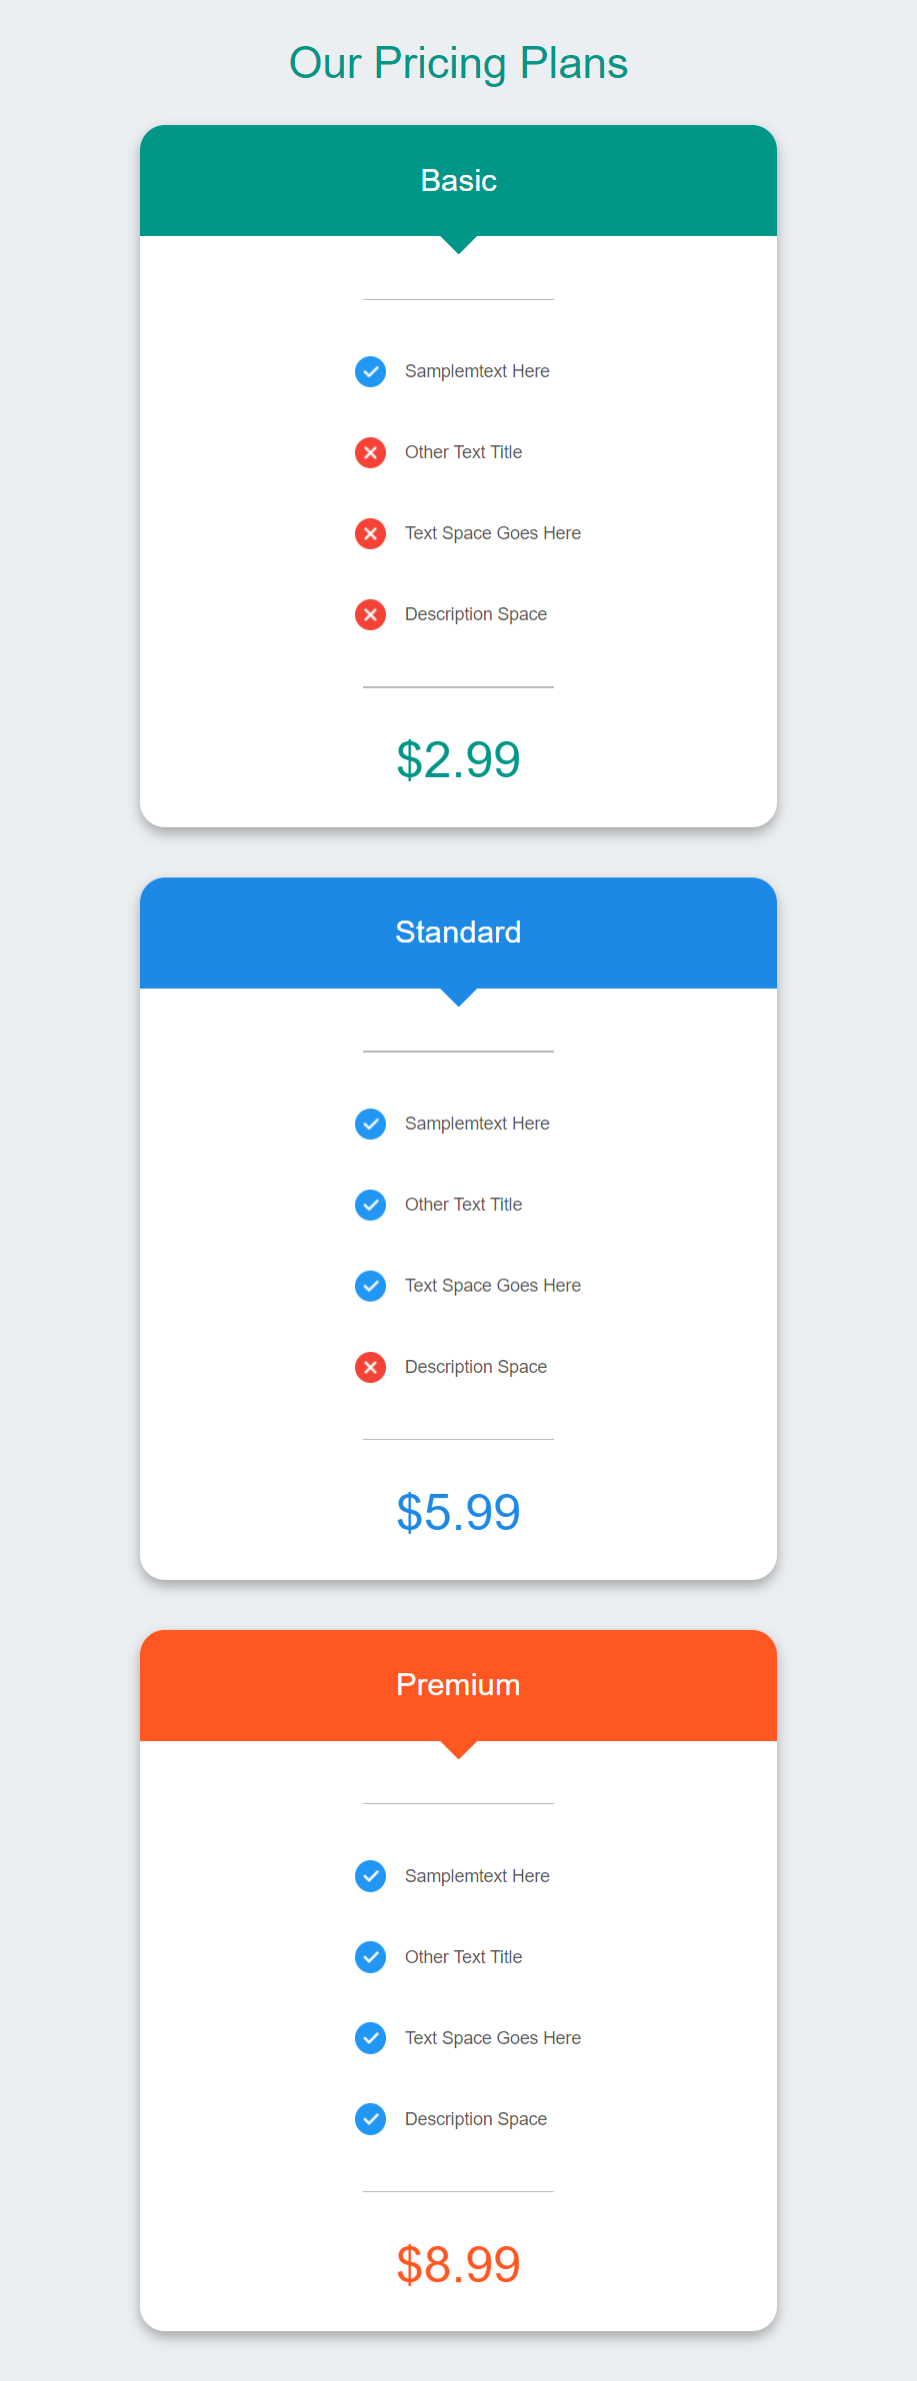 Our Pricing Plans
Basic
Samplemtext Here
Other Text Title
Text Space Goes Here
Description Space
$2.99
Standard
Samplemtext Here
Other Text Title
Text Space Goes Here
Description Space
$5.99
Premium
Samplemtext Here
Other Text Title
Text Space Goes Here
Description Space
$8.99